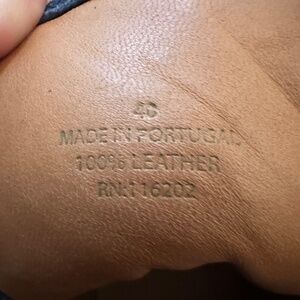 40
MADE IN PORTUGAL
100% LEATHER
RN:116202